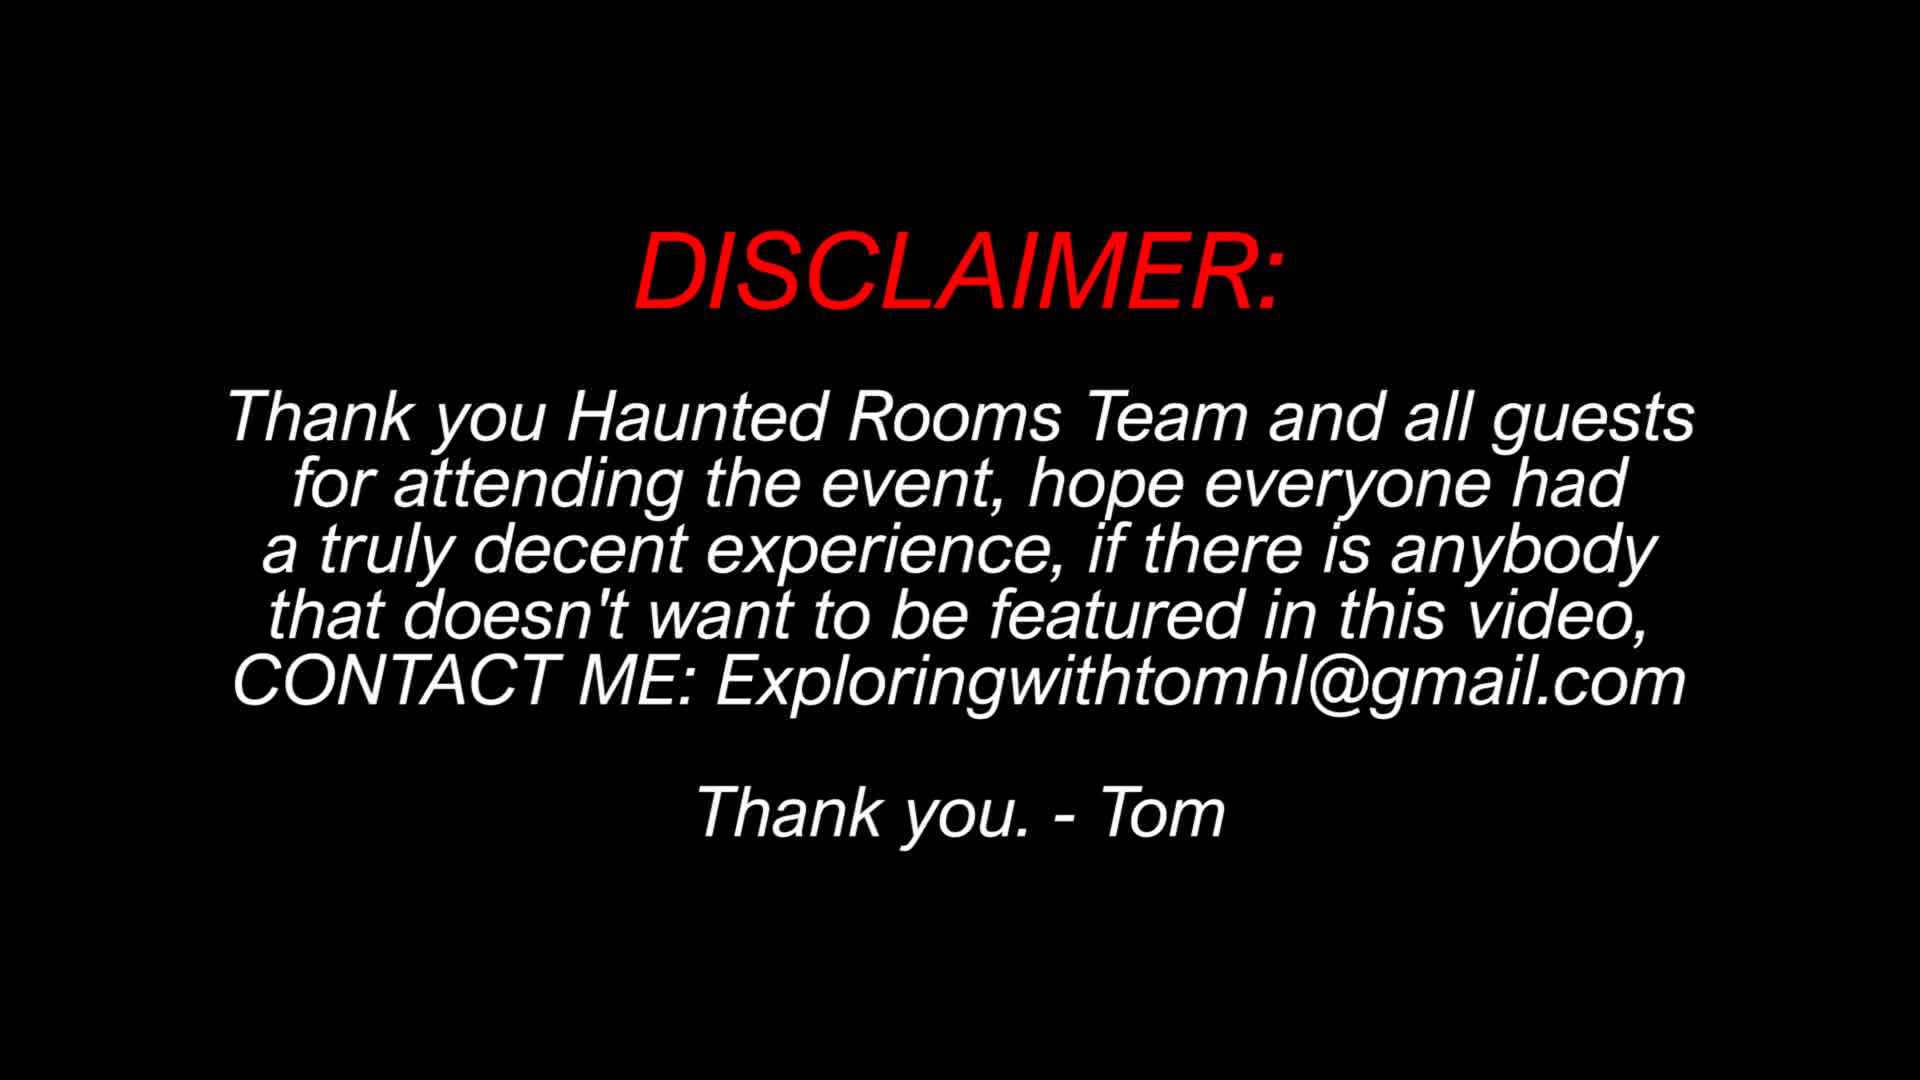 DISCLAIMER:
Thank you Haunted Rooms Team and all guests
for attending the event, hope everyone had
a truly decent experience, if there is anybody
that doesn't want to be featured in this video,
CONTACT ME: Exploringwithtomhl@gmail.com
Thank you. - Tom